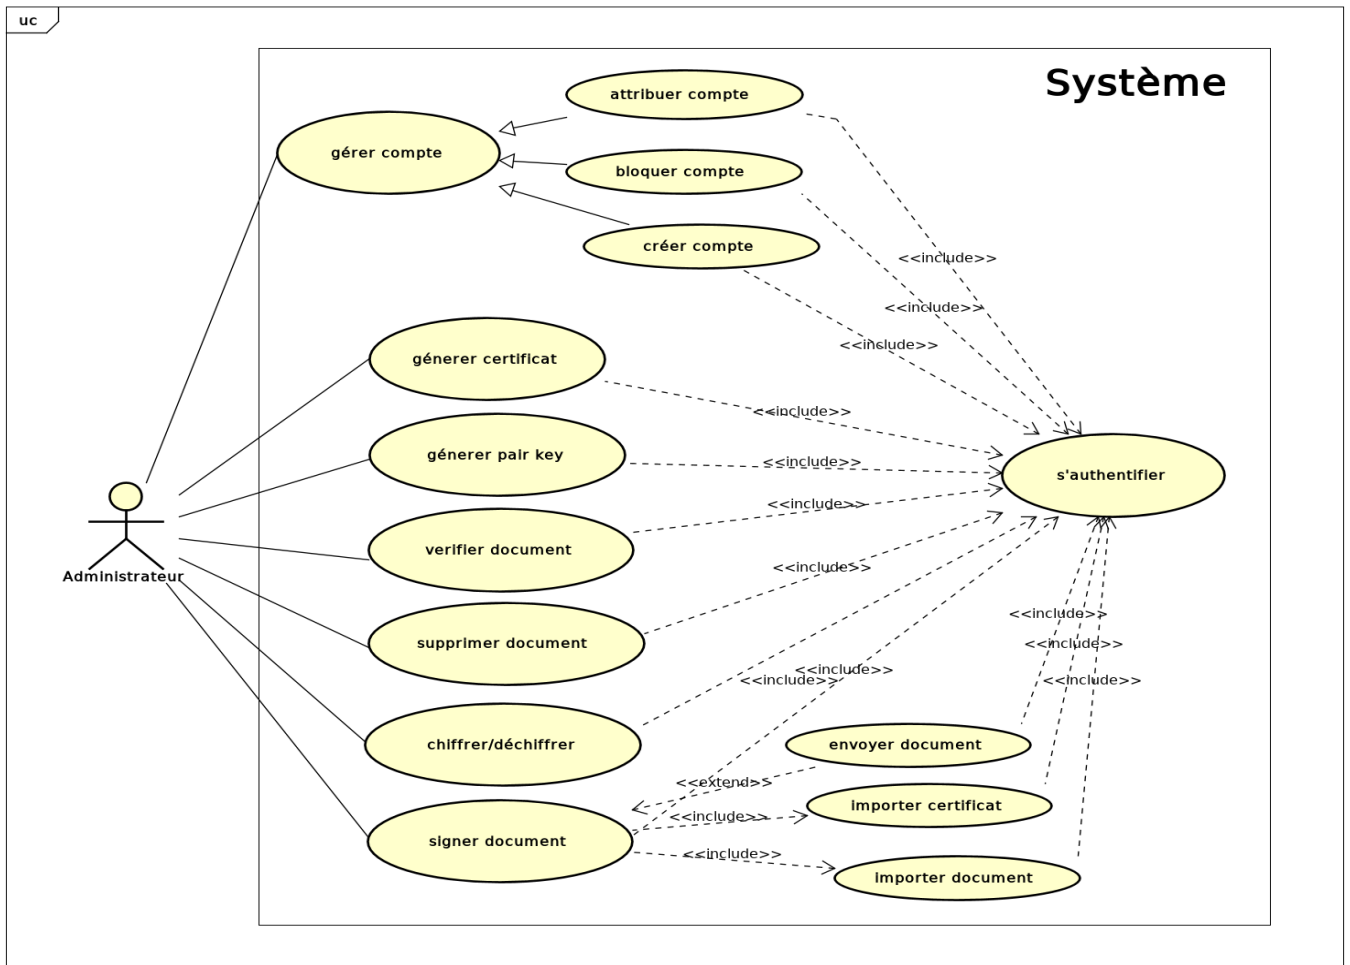 uc
Système
attribuer compte
gérer compte
bloquer compte
créer compte
<<include>>
<<include>>
<<include>>
génerer certificat
<<include>>
génerer pair key
<<include>>
s'authentifier
<<include>>
verifier document
<<include>>
Administrateur
<<include>>
supprimer document
<<include>>
<<include>>
<<include>>
<<include>>
chiffrer/déchiffrer
envoyer document
<<extend>>
importer certificat
<<include>>
signer document
<<include>>
importer document